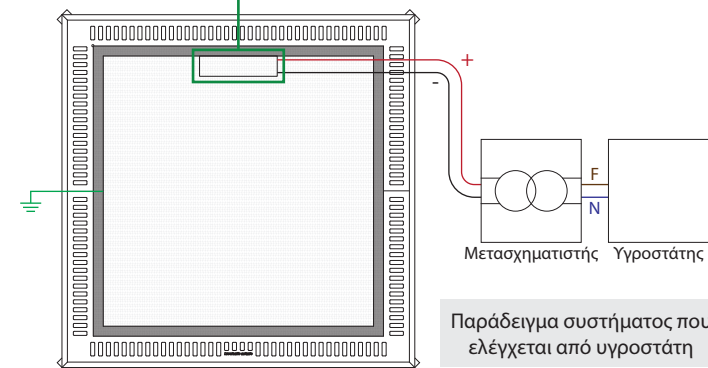 +
-
F
N
Μετασχηματιστής Υγροστάτης
Παράδειγμα συστήματος που
ελέγχεται από υγροστάτη